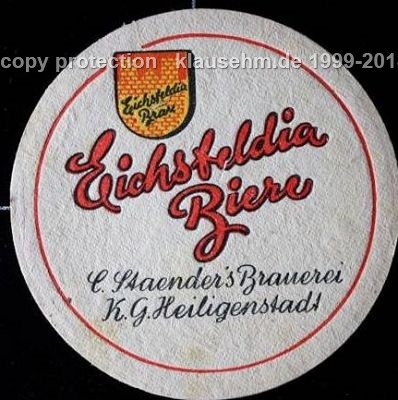 copy protection - klausehm.de 1999-201
Eichsfeldia
Bräu
Eichsfeldia
Biere
C. Staender's Brauerei
K.G. Heiligenstadt